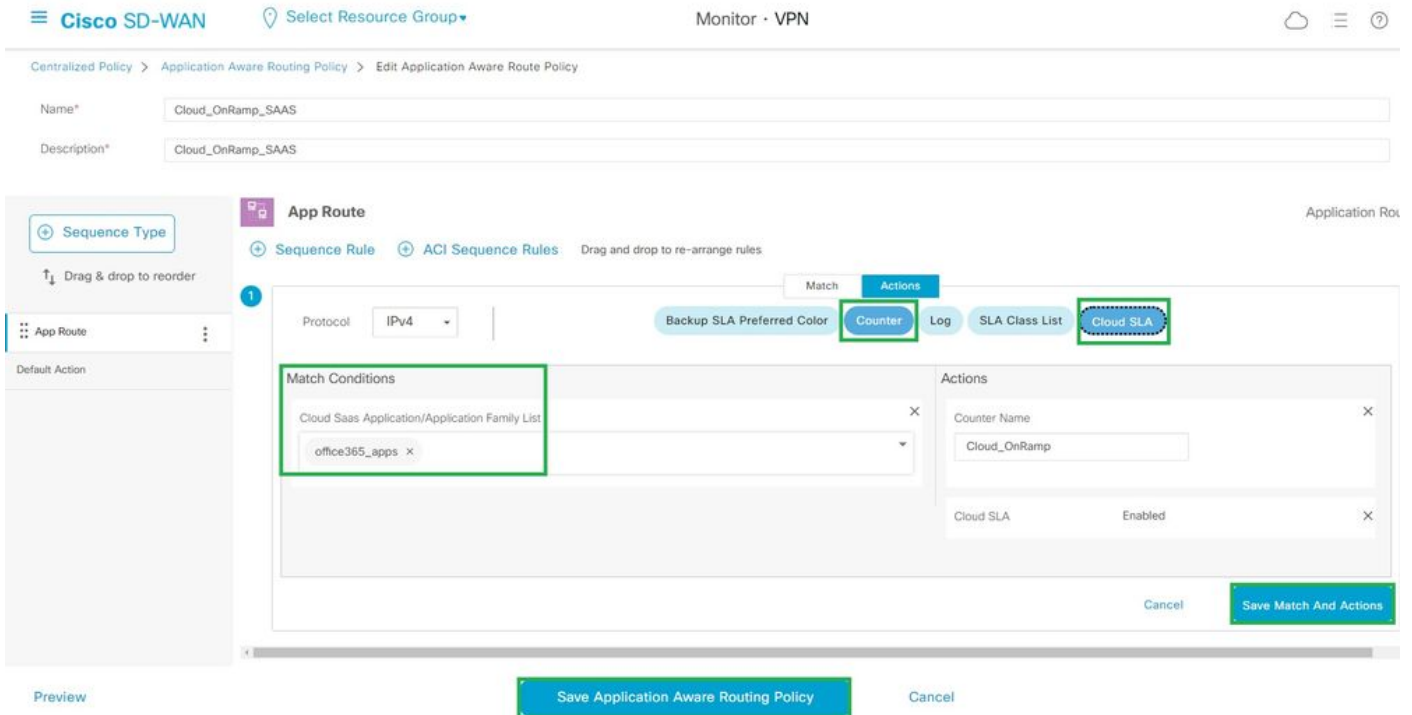 Cisco SD-WAN
Select Resource Group
Monitor · VPN
Centralized Policy > Application Aware Routing Policy > Edit Application Aware Route Policy
Name* Cloud_OnRamp_SAAS
Description* Cloud_OnRamp_SAAS
Sequence Type
Drag & drop to reorder
App Route
Default Action
App Route
Application Rou
Sequence Rule ACI Sequence Rules Drag and drop to re-arrange rules
Match Actions
1
Protocol IPv4
Backup SLA Preferred Color Counter Log SLA Class List Cloud SLA
Match Conditions
Cloud Saas Application/Application Family List
office365_apps ×
Actions
Counter Name
Cloud_OnRamp
Cloud SLA Enabled
Cancel Save Match And Actions
Preview Save Application Aware Routing Policy Cancel